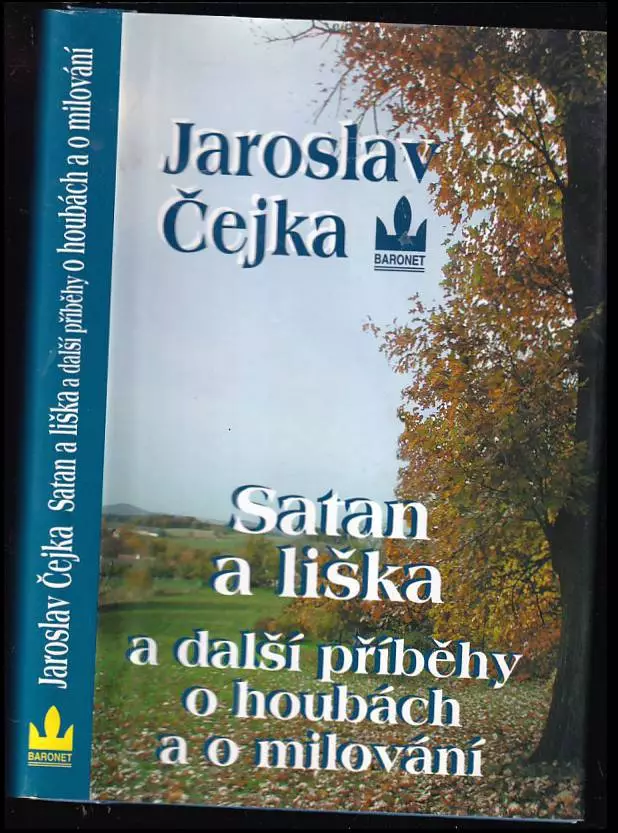 Jaroslav Čejka Satan a liška a další příběhy o houbách a o milování
BARONET
Jaroslav
Čejka
BARONET
Satan
a liška
a další příběhy
o houbách
a o milování